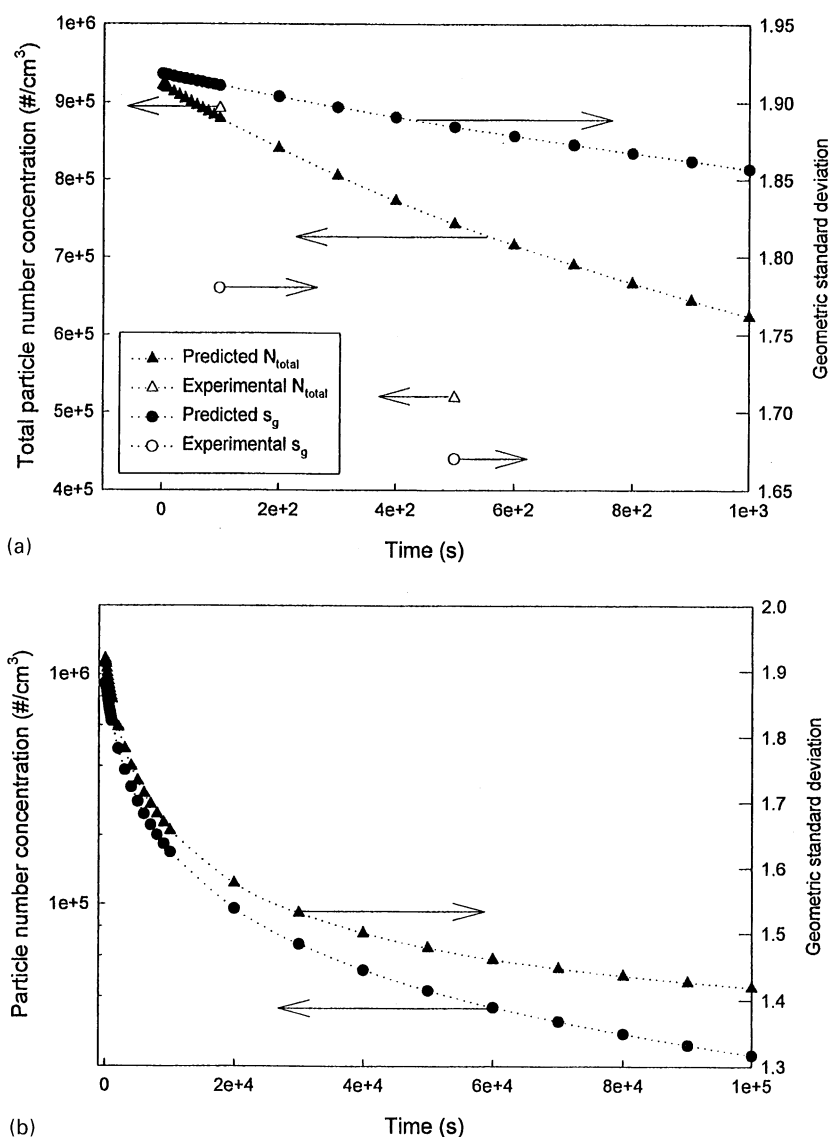 1e+6
9e+5
8e+5
7e+5
6e+5
5e+5
4e+5
Total particle number concentration (#/cm³)
1.95
1.90
1.85
1.80
1.75
1.70
1.65
Geometric standard deviation
Predicted N_total
Experimental N_total
Predicted s_g
Experimental s_g
0 2e+2 4e+2 6e+2 8e+2 1e+3
Time (s)
(a)
1e+6
1e+5
Particle number concentration (#/cm³)
2.0
1.9
1.8
1.7
1.6
1.5
1.4
1.3
Geometric standard deviation
0 2e+4 4e+4 6e+4 8e+4 1e+5
Time (s)
(b)